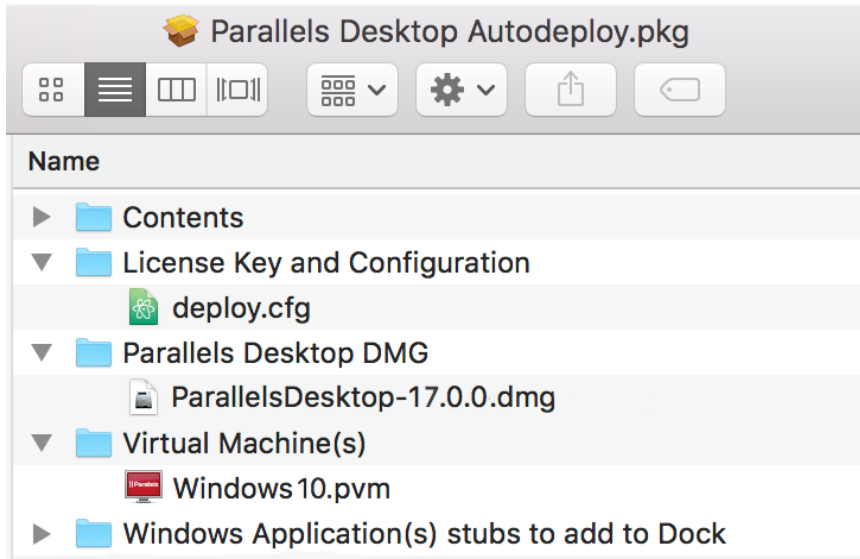 Parallels Desktop Autodeploy.pkg
Name
Contents
License Key and Configuration
deploy.cfg
Parallels Desktop DMG
ParallelsDesktop-17.0.0.dmg
Virtual Machine(s)
|| Parallels
Windows10.pvm
Windows Application(s) stubs to add to Dock